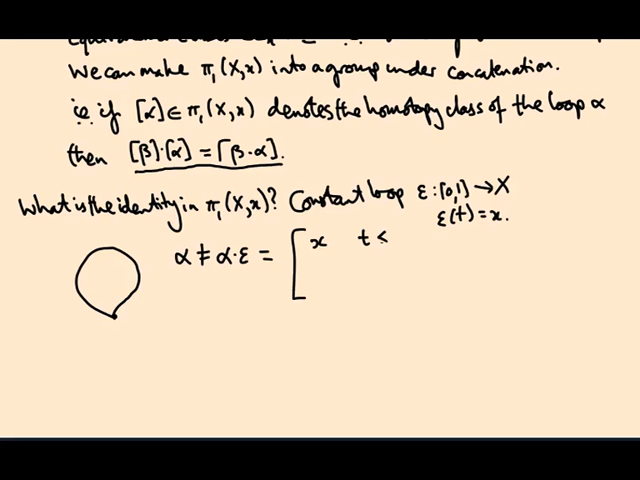 We can make π₁(X,x) into a group under concatenation.
i.e. if [α] ∈ π₁(X,x) denotes the homotopy class of the loop α
then [β]·[α] = [β·α].
What is the identity in π₁(X,x)? Constant loop ε:[0,1]→X
ε(t)=x.
α ≠ α·ε = [ x t <